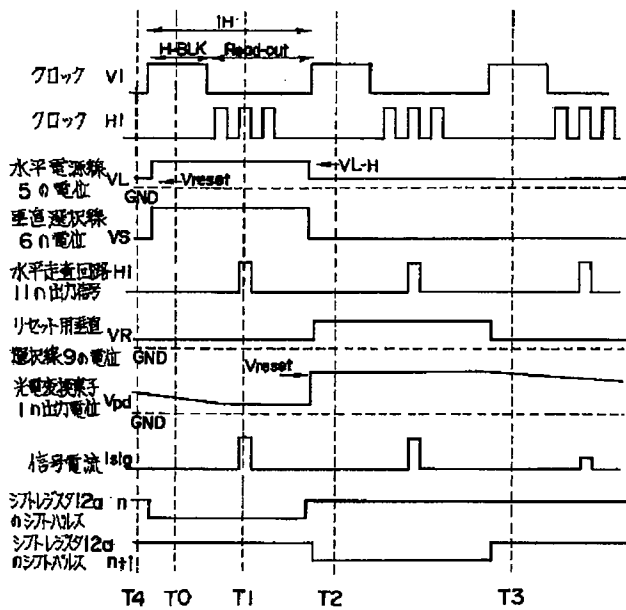 1H
H-BLK Read-out
クロック V1
クロック H1
水平電源線
5の電位 VL
VL-H
Vreset
GND
垂直選択線
6の電位 VS
水平走査回路 H1
11の出力信号
リセット用垂直 VR
選択線9の電位 GND
Vreset
光電変換素子
1の出力電位 Vpd
GND
信号電流 Isig
シフトレジスタ12a n
のシフトパルス
シフトレジスタ12a
のシフトパルス n+1
T4 T0 T1 T2 T3